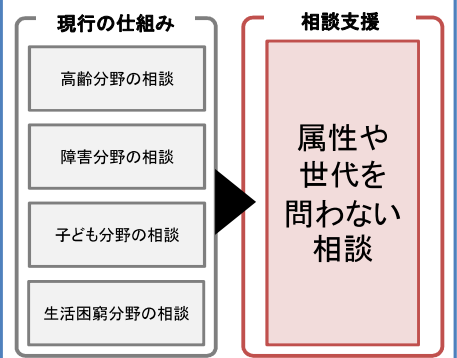 現行の仕組み
高齢分野の相談
障害分野の相談
子ども分野の相談
生活困窮分野の相談
相談支援
属性や
世代を
問わない
相談